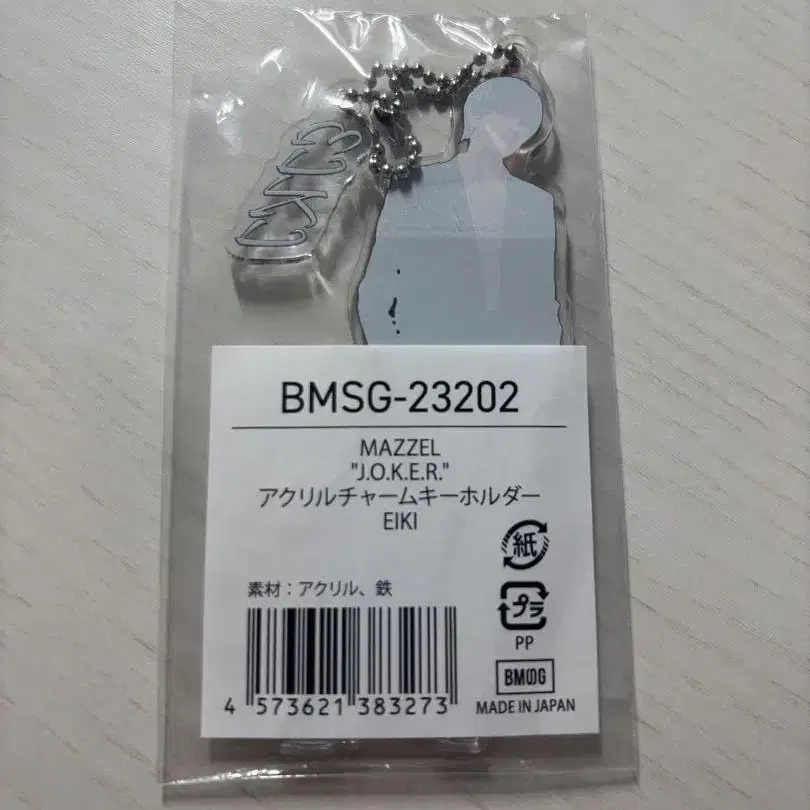 BMSG-23202
MAZZEL
"J.O.K.E.R."
アクリルチャームキーホルダー
EIKI
紙
素材：アクリル、鉄
プラ
PP
BMSG
4 573621 383273
MADE IN JAPAN